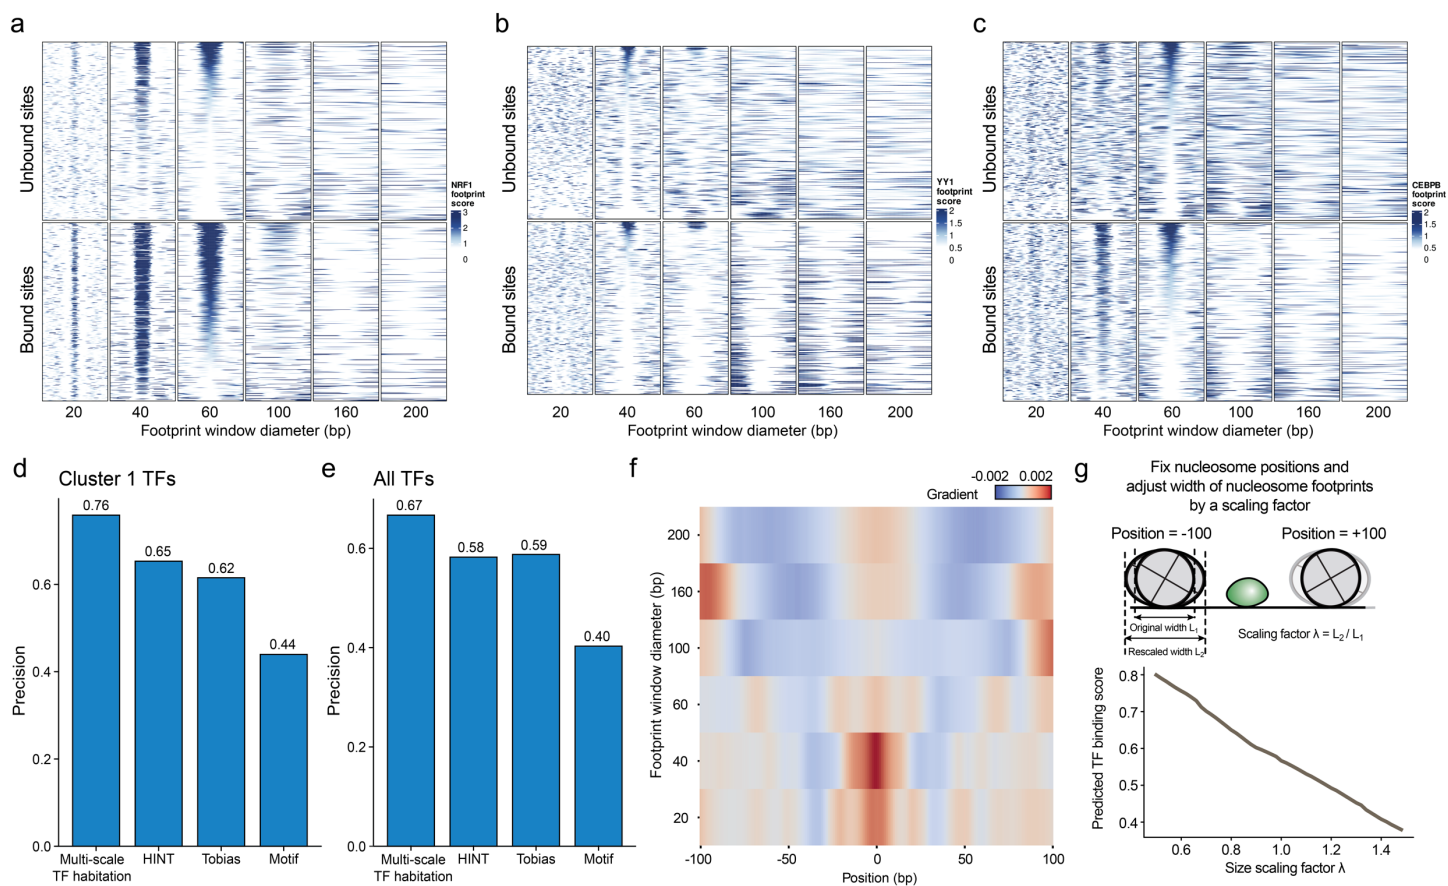 a
Unbound sites
Bound sites
20 40 60 100 160 200
Footprint window diameter (bp)
NRF1
footprint
score
3
2
1
0
b
Unbound sites
Bound sites
20 40 60 100 160 200
Footprint window diameter (bp)
YY1
footprint
score
2
1.5
1
0.5
0
c
Unbound sites
Bound sites
20 40 60 100 160 200
Footprint window diameter (bp)
CEBPB
footprint
score
2
1.5
1
0.5
0
d
Cluster 1 TFs
Precision
0.6
0.4
0.2
0.0
0.76
0.65
0.62
0.44
Multi-scale HINT Tobias Motif
TF habitation
e
All TFs
Precision
0.6
0.4
0.2
0.0
0.67
0.58
0.59
0.40
Multi-scale HINT Tobias Motif
TF habitation
f
-0.002 0.002
Gradient
Footprint window diameter (bp)
200
160
100
60
40
20
-100 -50 0 50 100
Position (bp)
g
Fix nucleosome positions and
adjust width of nucleosome footprints
by a scaling factor
Position = -100 Position = +100
Original width L1
Rescaled width L2
Scaling factor λ = L2 / L1
Predicted TF binding score
0.8
0.7
0.6
0.5
0.4
0.6 0.8 1.0 1.2 1.4
Size scaling factor λ